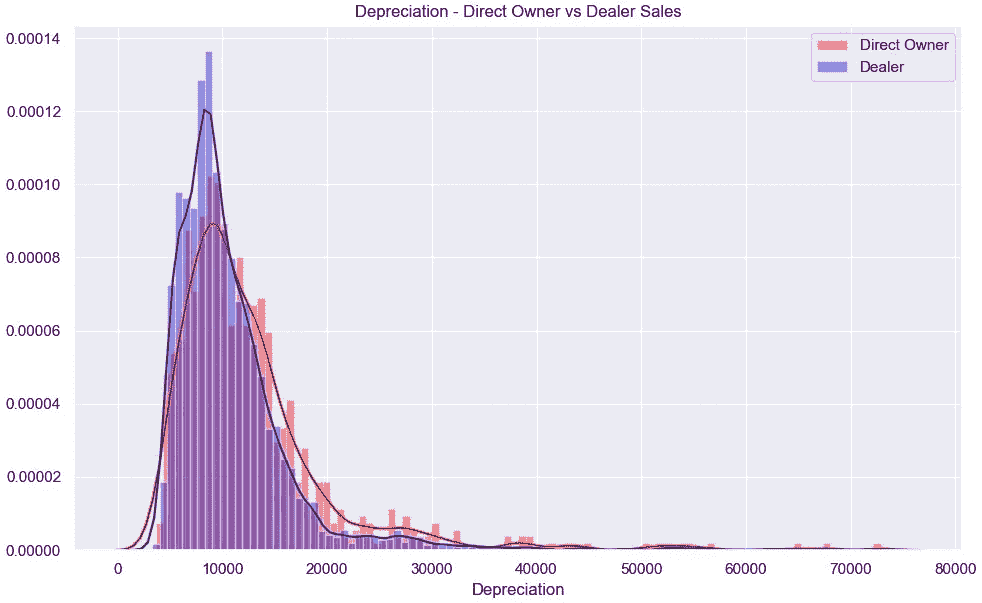 Depreciation - Direct Owner vs Dealer Sales
Direct Owner
Dealer
0.00014
0.00012
0.00010
0.00008
0.00006
0.00004
0.00002
0.00000
0 10000 20000 30000 40000 50000 60000 70000 80000
Depreciation